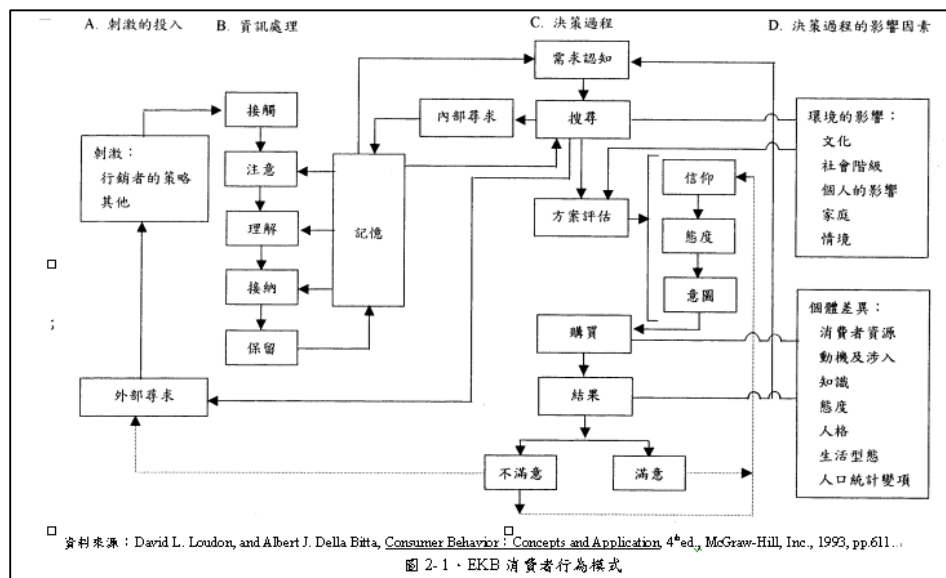 A. 刺激的投入
B. 資訊處理
C. 決策過程
D. 決策過程的影響因素
刺激：
行銷者的策略
其他
外部尋求
接觸
注意
理解
接納
保留
記憶
內部尋求
需求認知
搜尋
方案評估
信仰
態度
意圖
購買
結果
不滿意
滿意
環境的影響：
文化
社會階級
個人的影響
家庭
情境
個體差異：
消費者資源
動機及涉入
知識
態度
人格
生活型態
人口統計變項
;
資料來源：David L. Loudon, and Albert J. Della Bitta, Consumer Behavior：Concepts and Application, 4thed., McGraw-Hill, Inc., 1993, pp.611...
圖 2-1、EKB 消費者行為模式